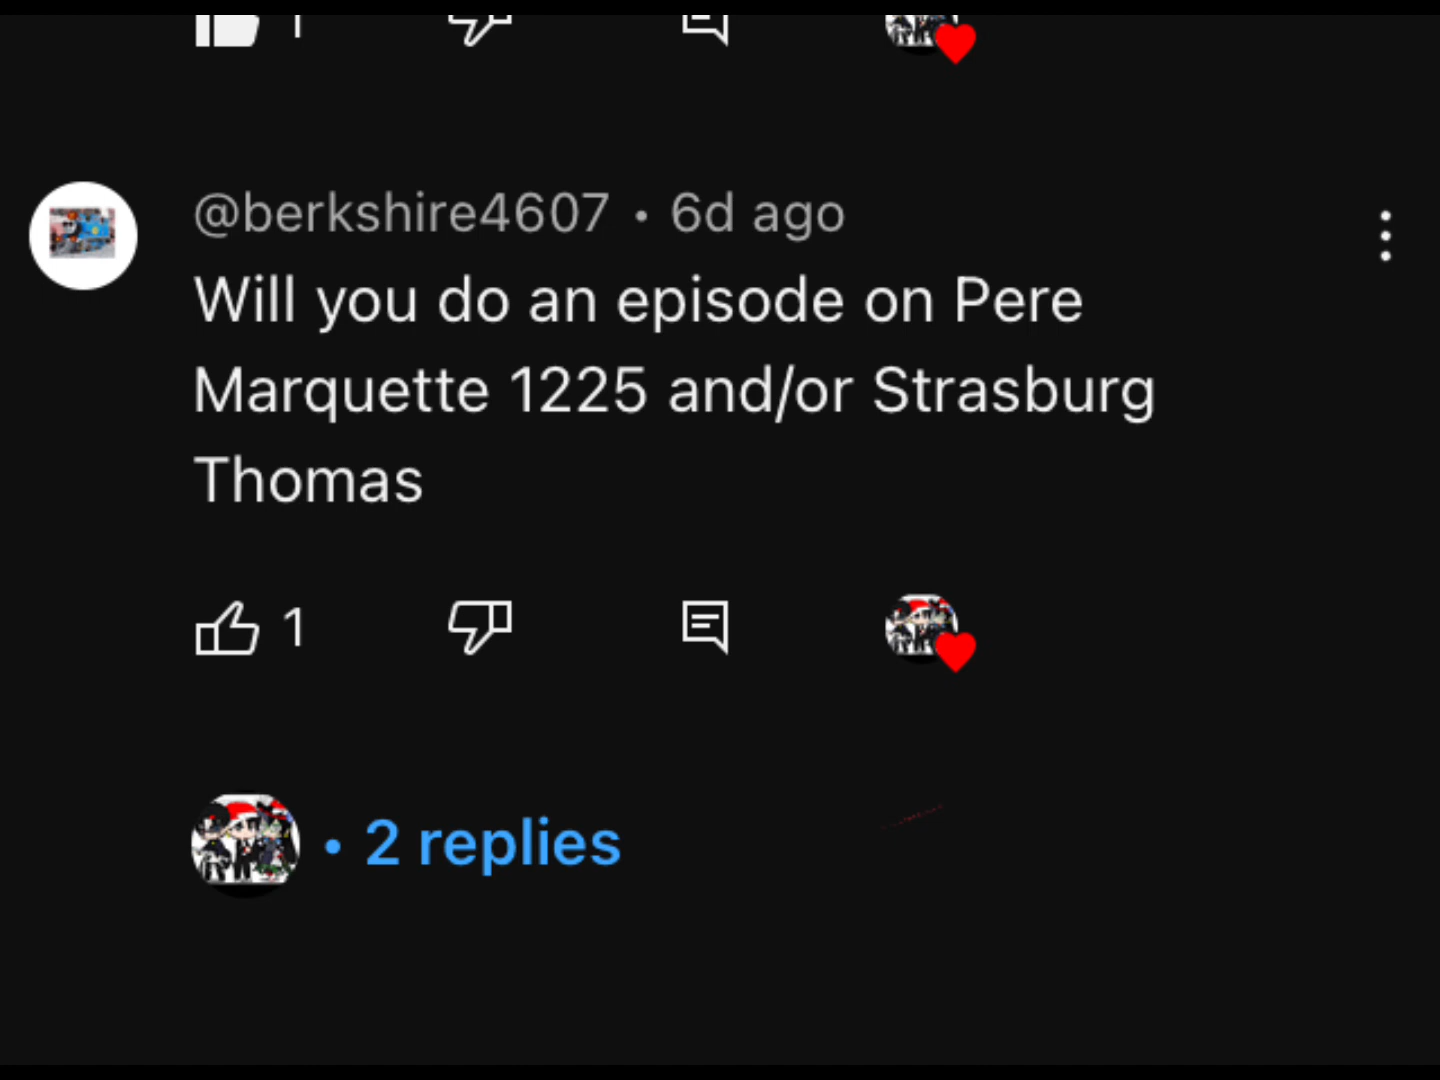 1
@berkshire4607 • 6d ago
Will you do an episode on Pere
Marquette 1225 and/or Strasburg
Thomas
1
• 2 replies